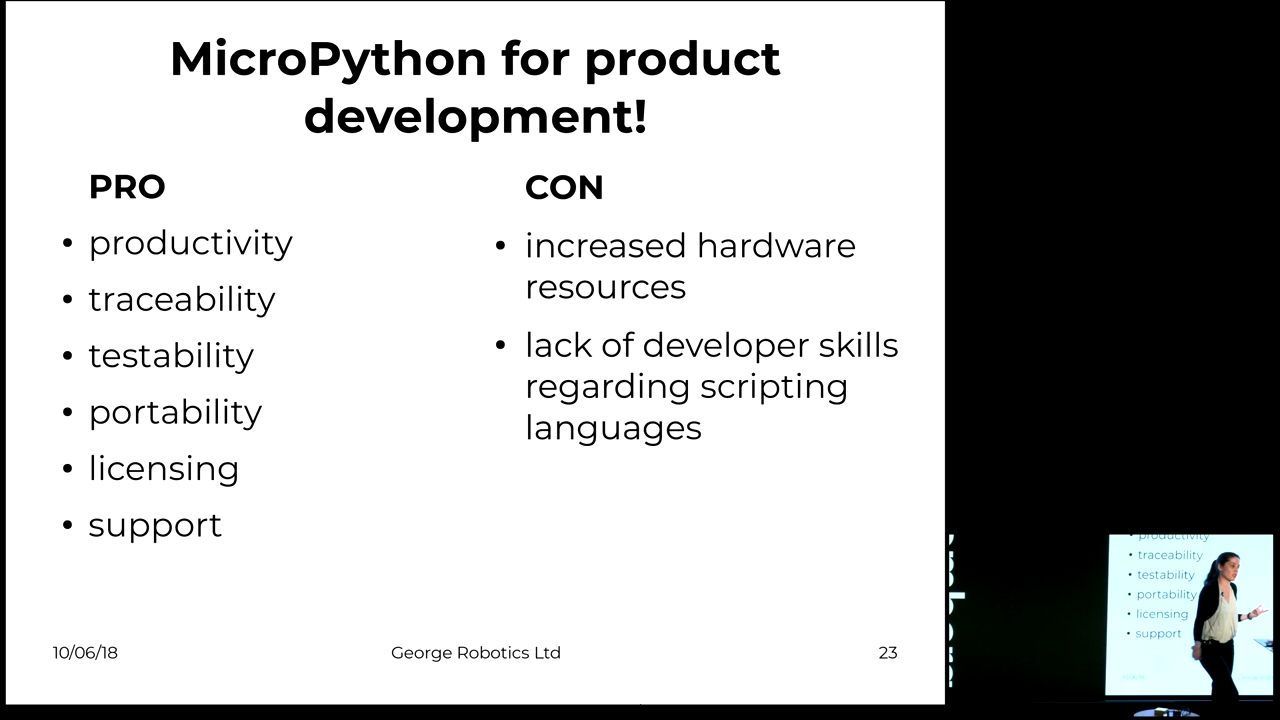 MicroPython for product
development!
PRO
• productivity
• traceability
• testability
• portability
• licensing
• support
CON
• increased hardware
resources
• lack of developer skills
regarding scripting
languages
10/06/18
George Robotics Ltd
23
• productivity
• traceability
• testability
• portability
• licensing
• support